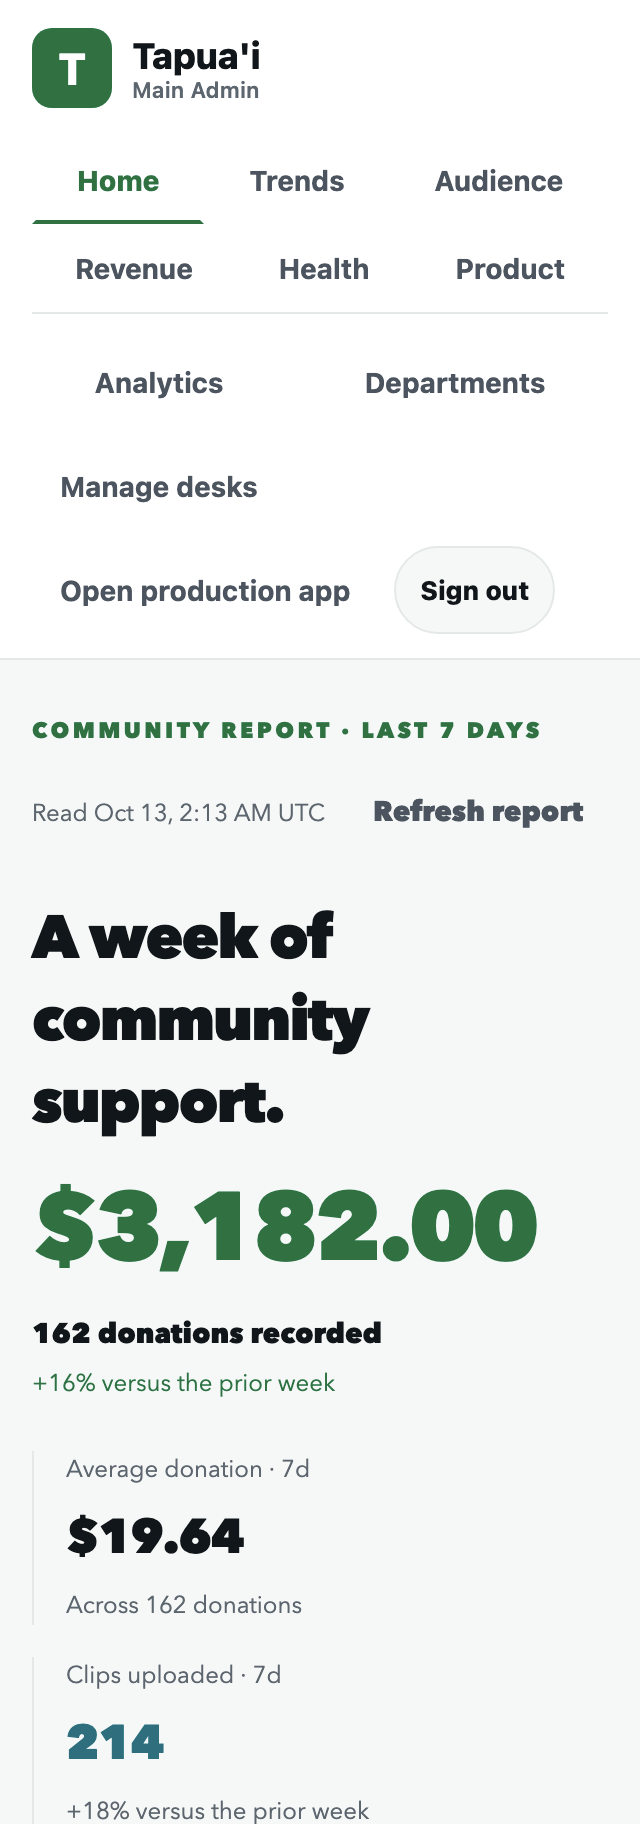 T
Tapua'i
Main Admin
Home
Trends
Audience
Revenue
Health
Product
Analytics
Departments
Manage desks
Open production app
Sign out
COMMUNITY REPORT · LAST 7 DAYS
Read Oct 13, 2:13 AM UTC
Refresh report
A week of
community
support.
$3,182.00
162 donations recorded
+16% versus the prior week
Average donation · 7d
$19.64
Across 162 donations
Clips uploaded · 7d
214
+18% versus the prior week